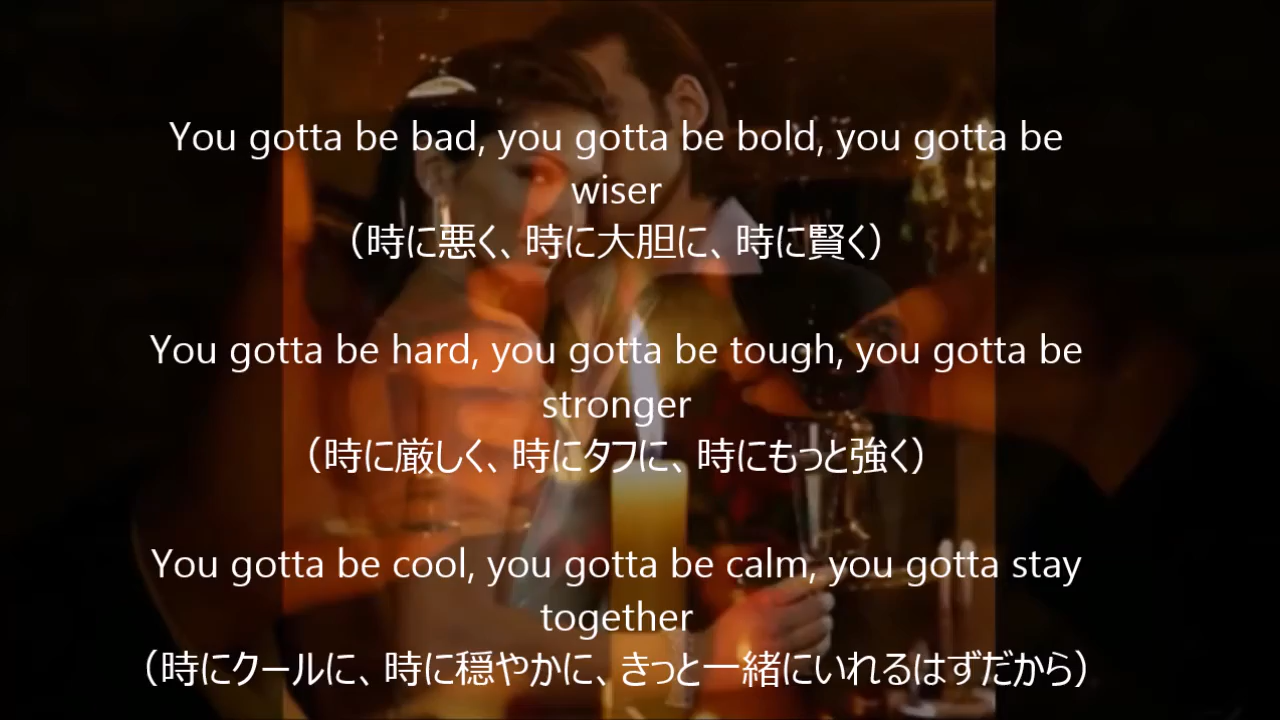 You gotta be bad, you gotta be bold, you gotta be
wiser
（時に悪く、時に大胆に、時に賢く）
You gotta be hard, you gotta be tough, you gotta be
stronger
（時に厳しく、時にタフに、時にもっと強く）
You gotta be cool, you gotta be calm, you gotta stay
together
（時にクールに、時に穏やかに、きっと一緒にいれるはずだから）